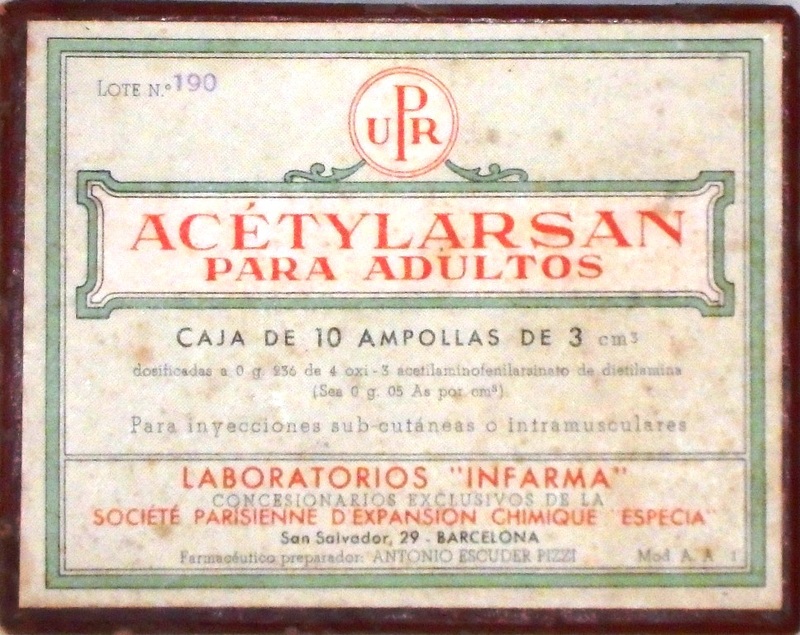 LOTE N.º 190
UPR
ACÉTYLARSAN
PARA ADULTOS
CAJA DE 10 AMPOLLAS DE 3 cm³
dosificadas a 0 g. 236 de 4 oxi-3 acetilaminofenilarsinato de dietilamina
(Sea 0 g. 05 As por cm³)
Para inyecciones sub-cutáneas o intramusculares
LABORATORIOS "INFARMA"
CONCESIONARIOS EXCLUSIVOS DE LA
SOCIETÉ PARISIENNE D'EXPANSION CHIMIQUE "ESPECIA"
San Salvador, 29 - BARCELONA
Farmacéutico preparador: ANTONIO ESCUDER PIZZI Mod A. A 1